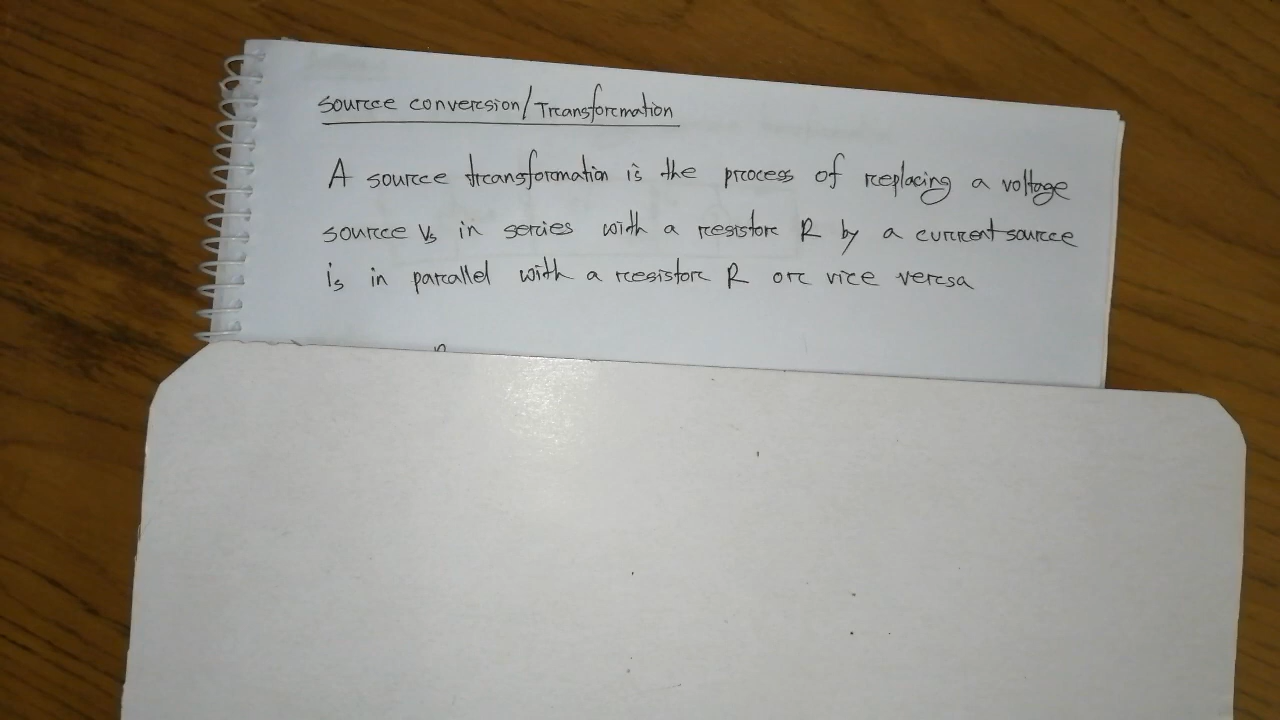 Source conversion/Transformation
A source transformation is the process of replacing a voltage
source Vs in series with a resistor R by a current source
is in parallel with a resistor R or vice versa